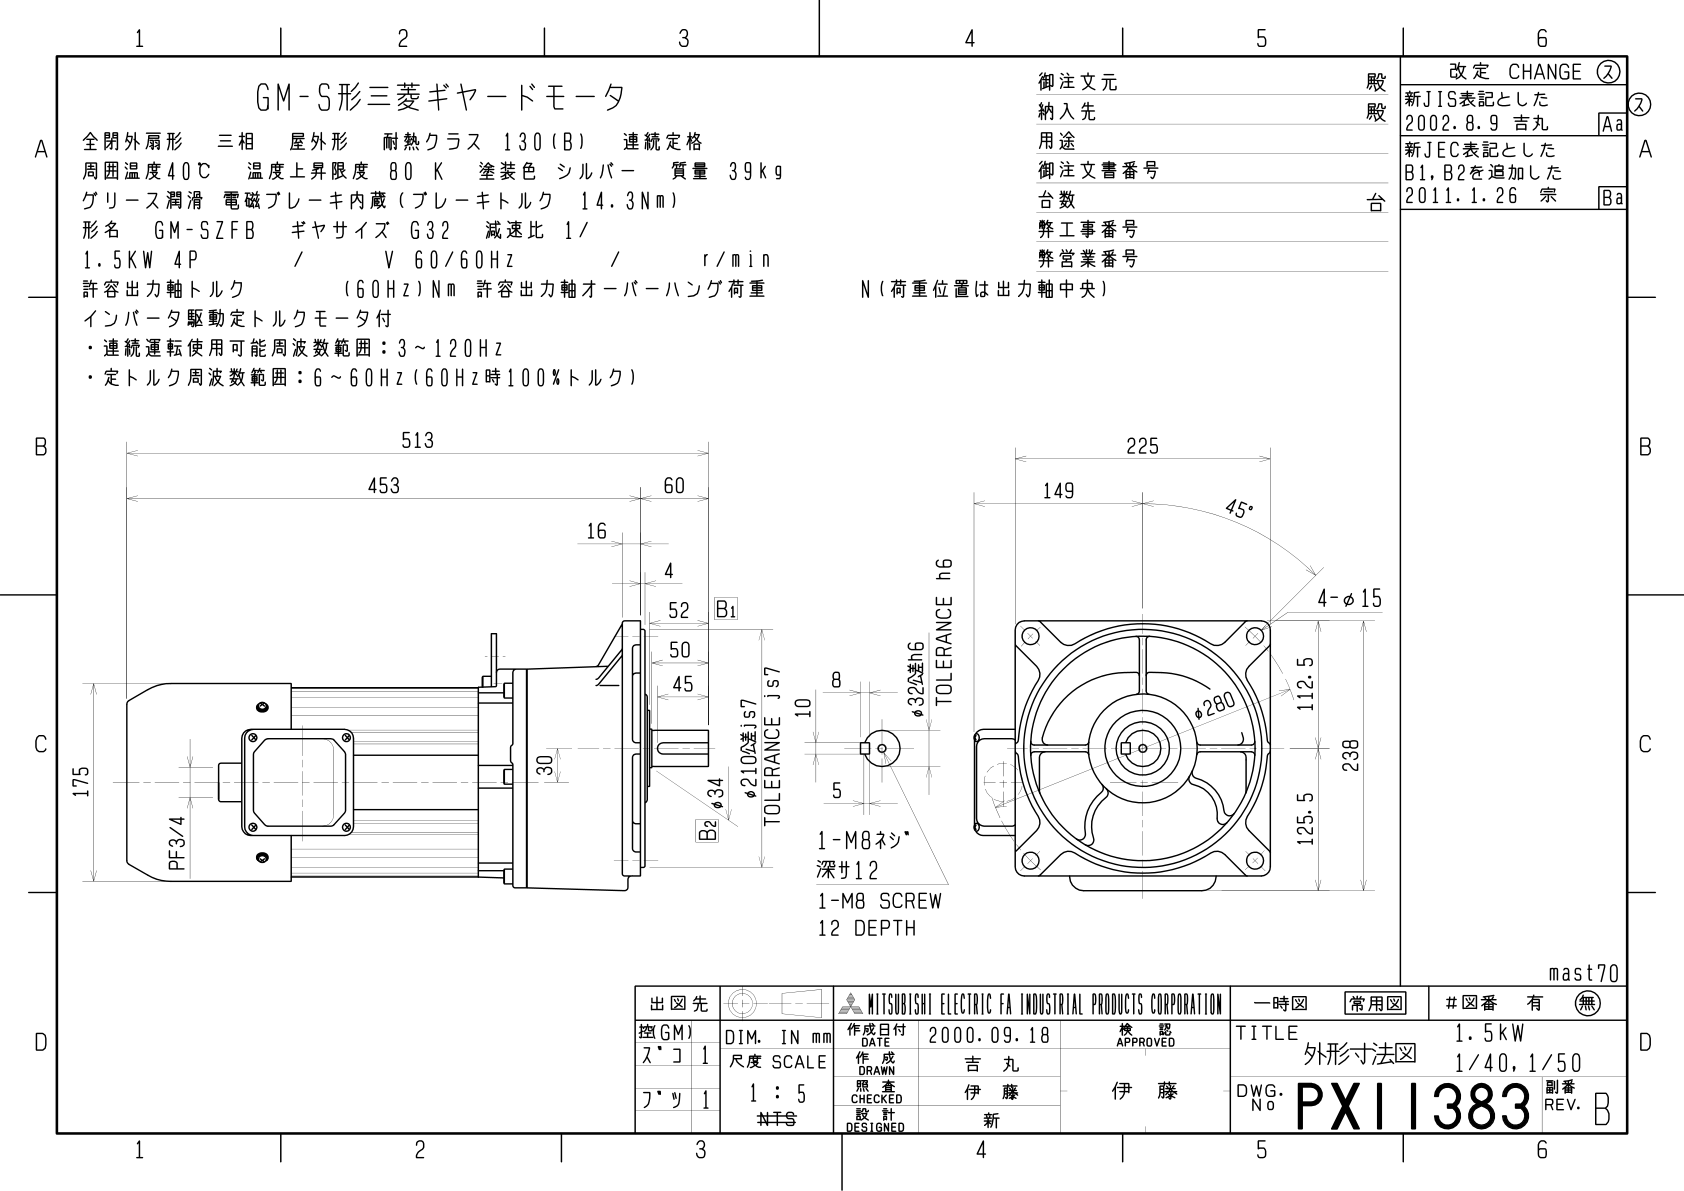 1 2 3 4 5 6
GM-S形三菱ギヤードモータ
全閉外扇形 三相 屋外形 耐熱クラス 130(B) 連続定格
周囲温度40℃ 温度上昇限度 80 K 塗装色 シルバー 質量 39kg
グリース潤滑 電磁ブレーキ内蔵(ブレーキトルク 14.3Nm)
形名 GM-SZFB ギヤサイズ G32 減速比 1/
1.5KW 4P / V 60/60Hz / r/min
許容出力軸トルク (60Hz)Nm 許容出力軸オーバーハング荷重 N(荷重位置は出力軸中央)
インバータ駆動定トルクモータ付
・連続運転使用可能周波数範囲:3~120Hz
・定トルク周波数範囲:6~60Hz(60Hz時100%トルク)
御注文元 殿
納入先 殿
用途
御注文書番号
台数 台
弊工事番号
弊営業番号
改定 CHANGE ス
新JIS表記とした
2002.8.9 吉丸 Aa
ス
新JEC表記とした
B1,B2を追加した
2011.1.26 宗 Ba
A A
B B
C C
D D
513
453 60
16
4
52 B1
50
45
175
PF3/4
30
φ34
B2
φ210公差js7
TOLERANCE js7
8
10
5
φ32公差h6
TOLERANCE h6
1-M8ネジ
深サ12
1-M8 SCREW
12 DEPTH
225
149
45°
4-φ15
φ280
112.5
125.5
238
mast70
出図先
控(GM)
ズコ 1
ブツ 1
DIM. IN mm
尺度 SCALE
1 : 5
NTS
MITSUBISHI ELECTRIC FA INDUSTRIAL PRODUCTS CORPORATION
作成日付 DATE 2000.09.18
作成 DRAWN 吉丸
照査 CHECKED 伊藤
設計 DESIGNED 新
検認 APPROVED
伊藤
一時図 常用図 #図番 有 無
TITLE 1.5kW
外形寸法図 1/40,1/50
DWG. No PX11383
副番 REV. B
1 2 3 4 5 6